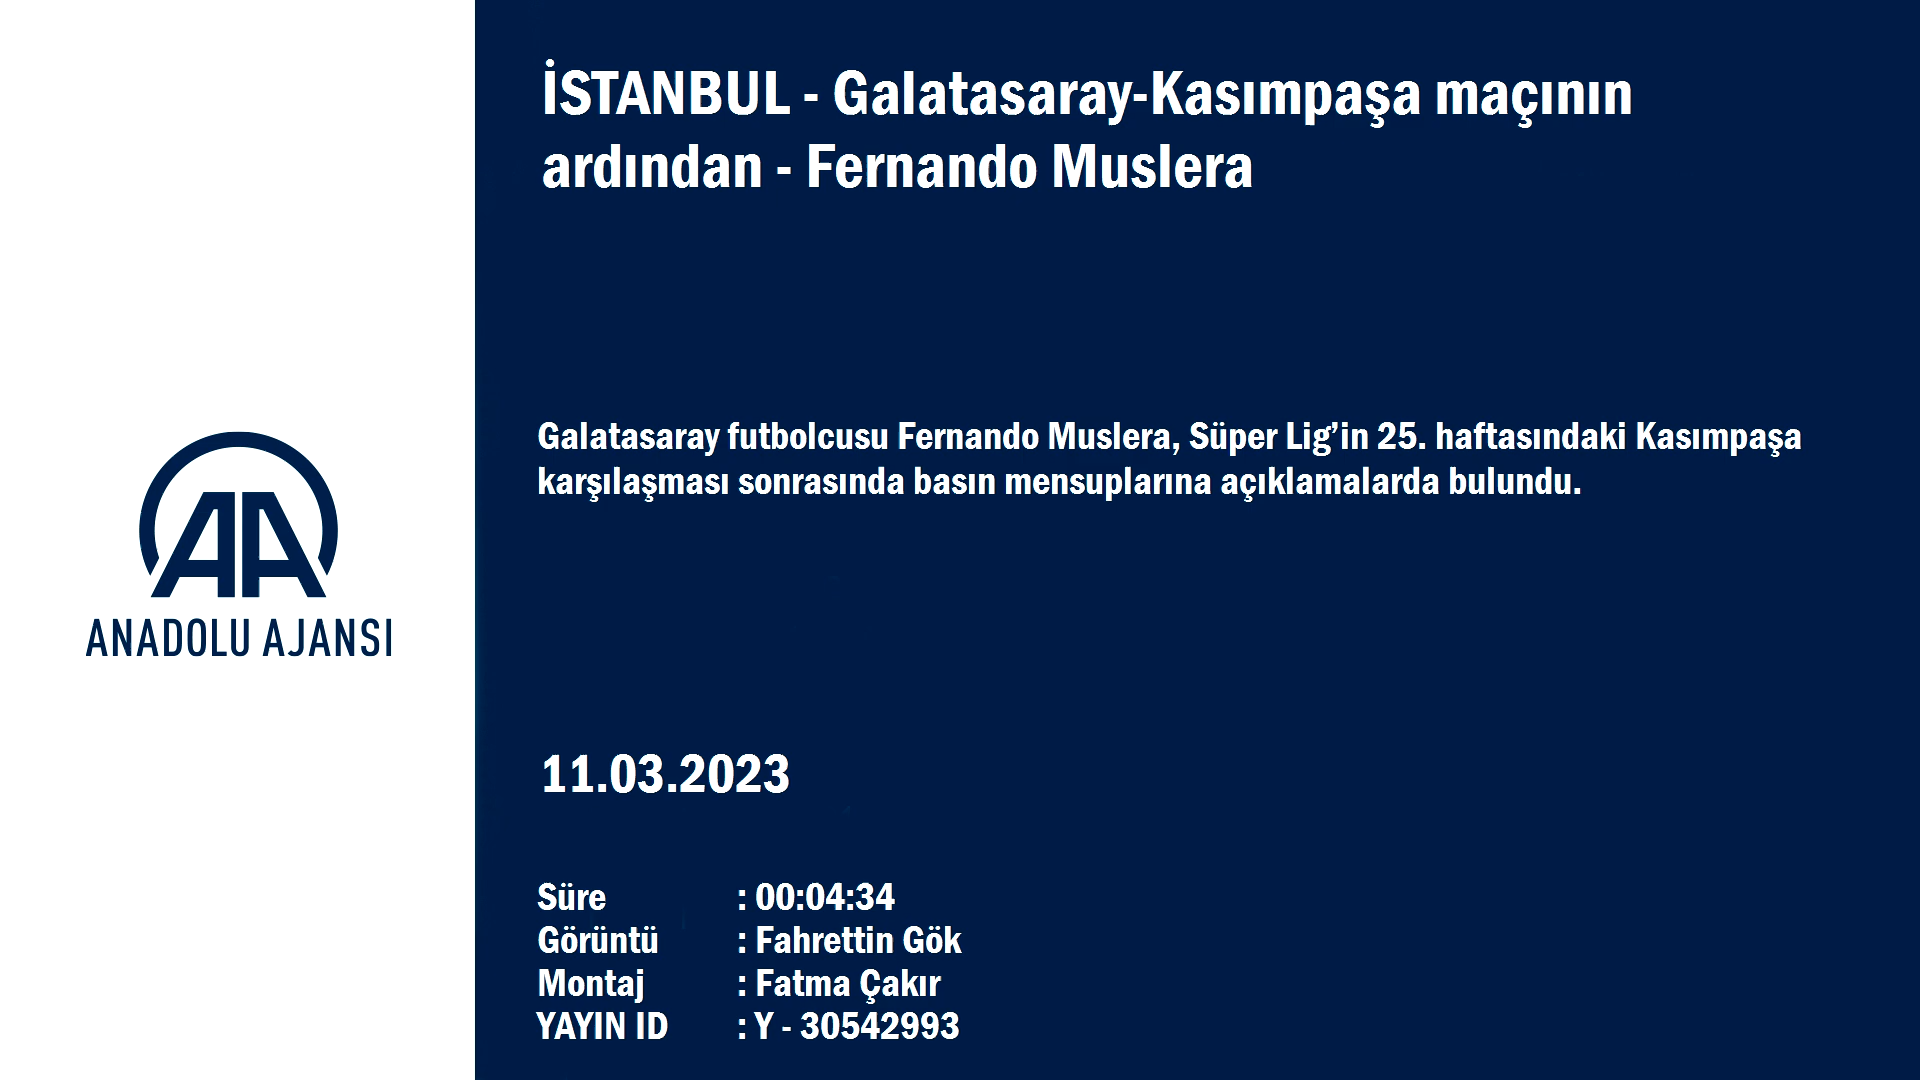 İSTANBUL - Galatasaray-Kasımpaşa maçının
ardından - Fernando Muslera
Galatasaray futbolcusu Fernando Muslera, Süper Lig’in 25. haftasındaki Kasımpaşa
karşılaşması sonrasında basın mensuplarına açıklamalarda bulundu.
AA
ANADOLU AJANSI
11.03.2023
Süre : 00:04:34
Görüntü : Fahrettin Gök
Montaj : Fatma Çakır
YAYIN ID : Y - 30542993